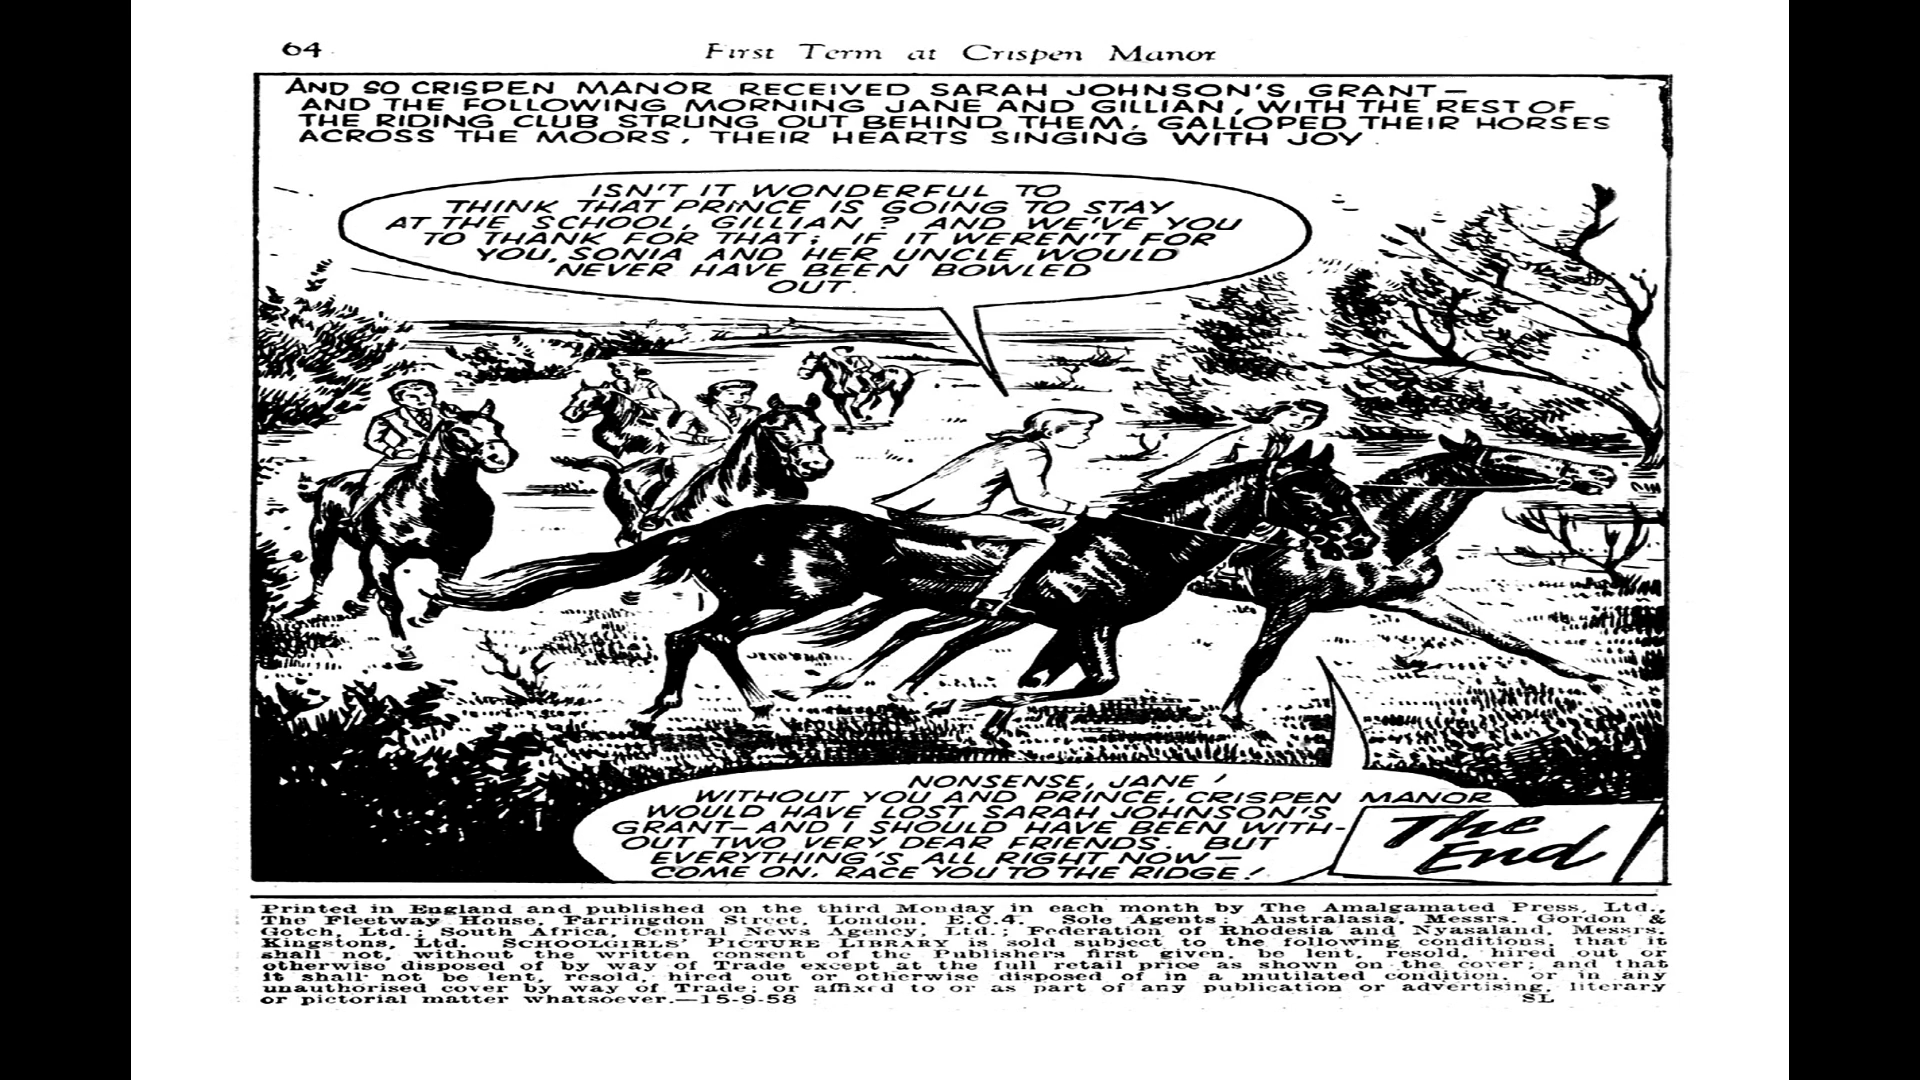 64
First Term at Crispen Manor
AND SO CRISPEN MANOR RECEIVED SARAH JOHNSON'S GRANT—
AND THE FOLLOWING MORNING JANE AND GILLIAN, WITH THE REST OF
THE RIDING CLUB STRUNG OUT BEHIND THEM, GALLOPED THEIR HORSES
ACROSS THE MOORS, THEIR HEARTS SINGING WITH JOY.
ISN'T IT WONDERFUL TO
THINK THAT PRINCE IS GOING TO STAY
AT THE SCHOOL, GILLIAN? AND WE'VE YOU
TO THANK FOR THAT; IF IT WEREN'T FOR
YOU, SONIA AND HER UNCLE WOULD
NEVER HAVE BEEN BOWLED
OUT.
NONSENSE, JANE!
WITHOUT YOU AND PRINCE, CRISPEN MANOR
WOULD HAVE LOST SARAH JOHNSON'S
GRANT—AND I SHOULD HAVE BEEN WITH-
OUT TWO VERY DEAR FRIENDS. BUT
EVERYTHING'S ALL RIGHT NOW—
COME ON, RACE YOU TO THE RIDGE!
The
End
Printed in England and published on the third Monday in each month by The Amalgamated Press, Ltd.,
The Fleetway House, Farringdon Street, London, E.C.4. Sole Agents: Australasia, Messrs. Gordon &
Gotch, Ltd.; South Africa, Central News Agency, Ltd.; Federation of Rhodesia and Nyasaland, Messrs.
Kingstons, Ltd. SCHOOLGIRLS' PICTURE LIBRARY is sold subject to the following conditions, that it
shall not, without the written consent of the Publishers first given, be lent, resold, hired out or
otherwise disposed of by way of Trade except at the full retail price as shown on the cover; and that
it shall not be lent, resold, hired out or otherwise disposed of in a mutilated condition, or in any
unauthorised cover by way of Trade; or affixed to or as part of any publication or advertising, literary
or pictorial matter whatsoever.—15-9-58
SL